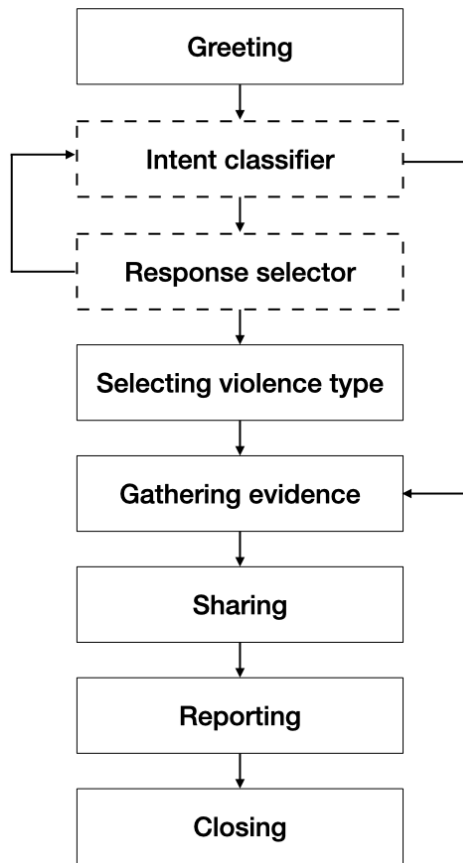 Greeting
Intent classifier
Response selector
Selecting violence type
Gathering evidence
Sharing
Reporting
Closing